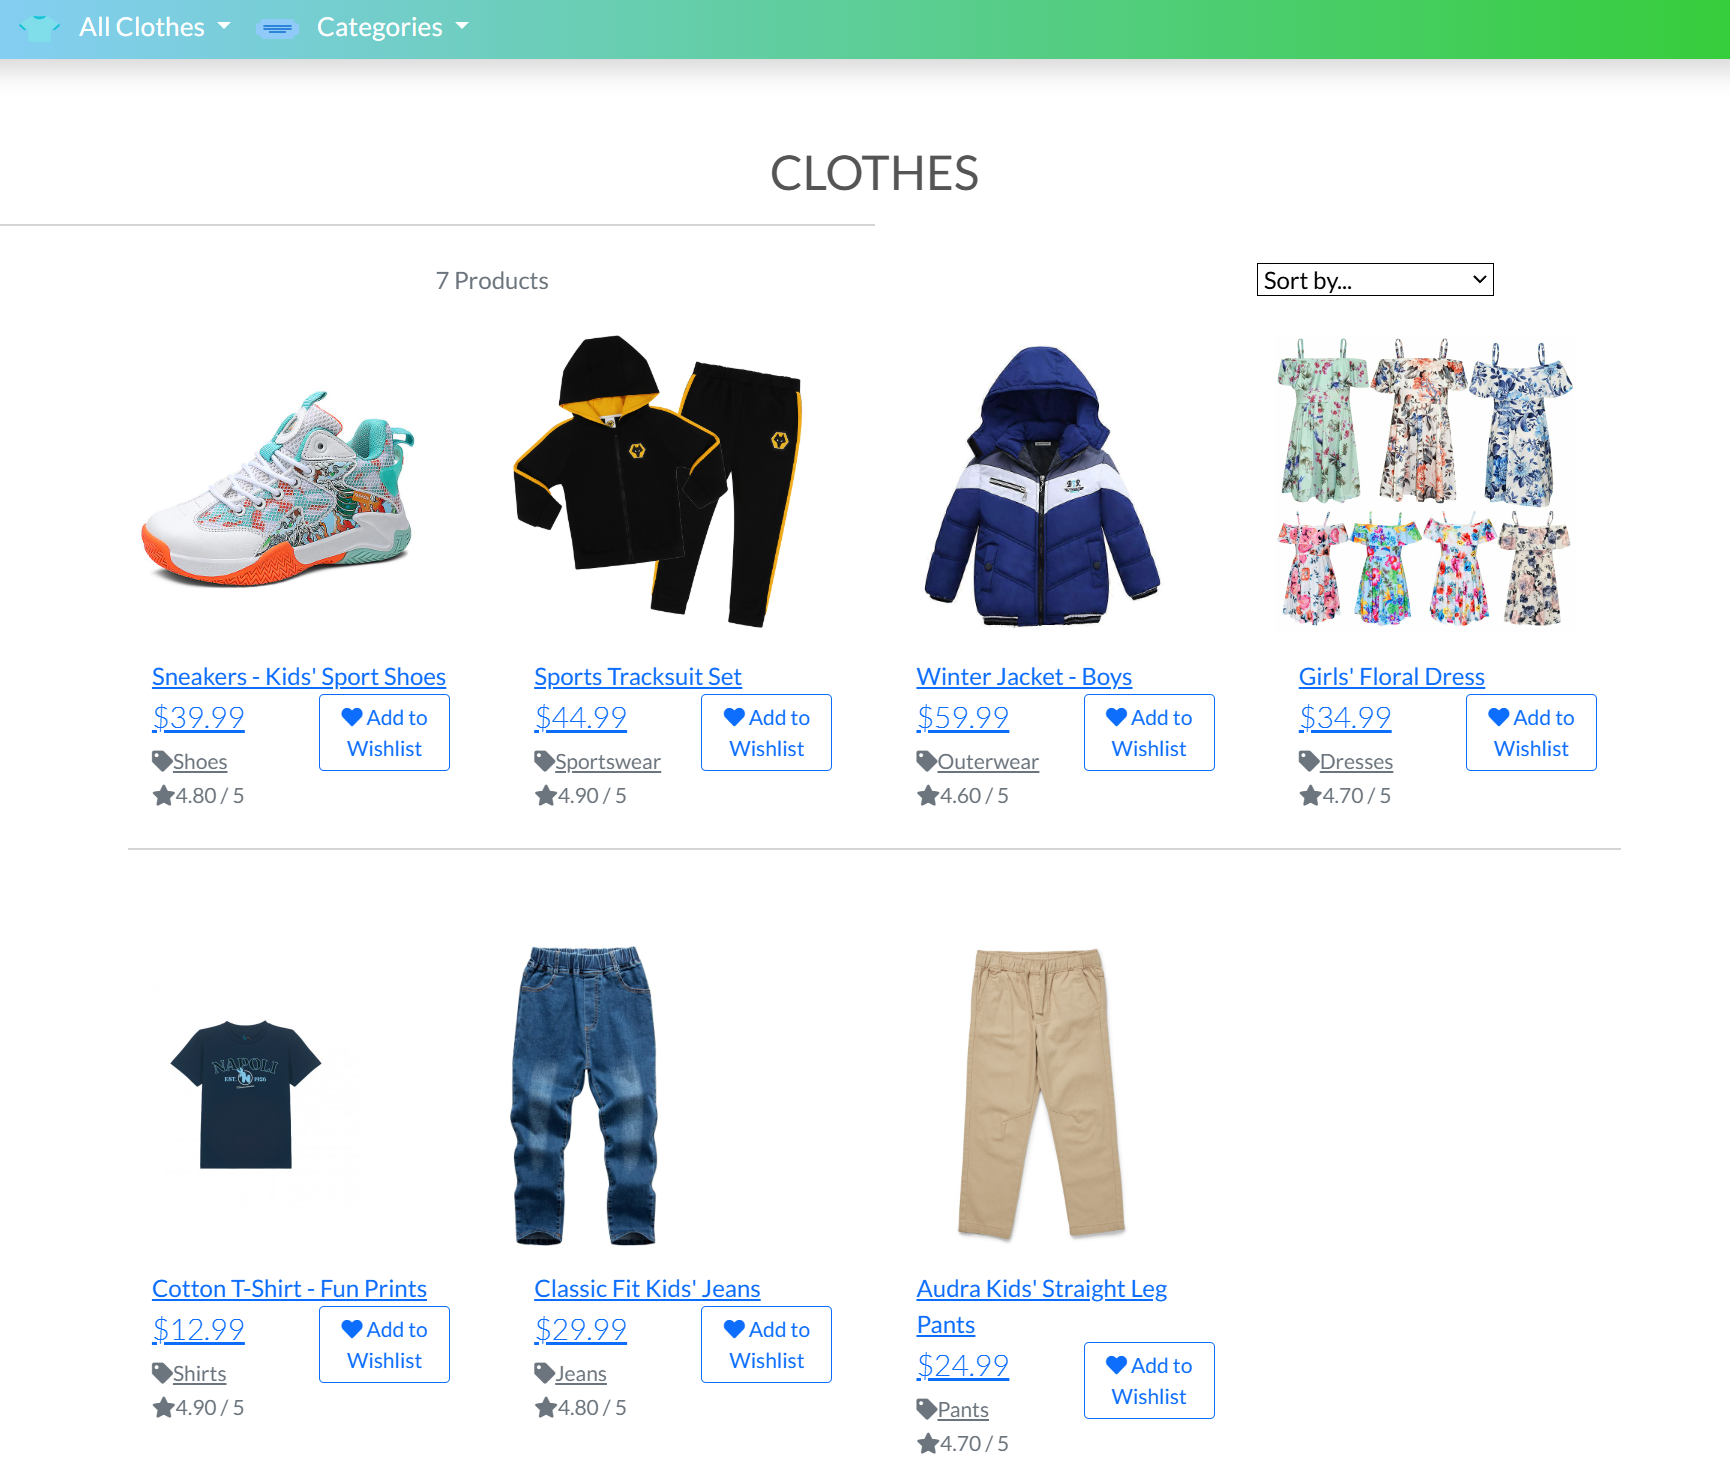 All Clothes
Categories
CLOTHES
7 Products
Sort by...
Sneakers - Kids' Sport Shoes
$39.99
Add to
Wishlist
Shoes
4.80 / 5
Sports Tracksuit Set
$44.99
Add to
Wishlist
Sportswear
4.90 / 5
Winter Jacket - Boys
$59.99
Add to
Wishlist
Outerwear
4.60 / 5
Girls' Floral Dress
$34.99
Add to
Wishlist
Dresses
4.70 / 5
NAPOLI
EST. N 1926
Cotton T-Shirt - Fun Prints
$12.99
Add to
Wishlist
Shirts
4.90 / 5
Classic Fit Kids' Jeans
$29.99
Add to
Wishlist
Jeans
4.80 / 5
Audra Kids' Straight Leg
Pants
$24.99
Add to
Wishlist
Pants
4.70 / 5